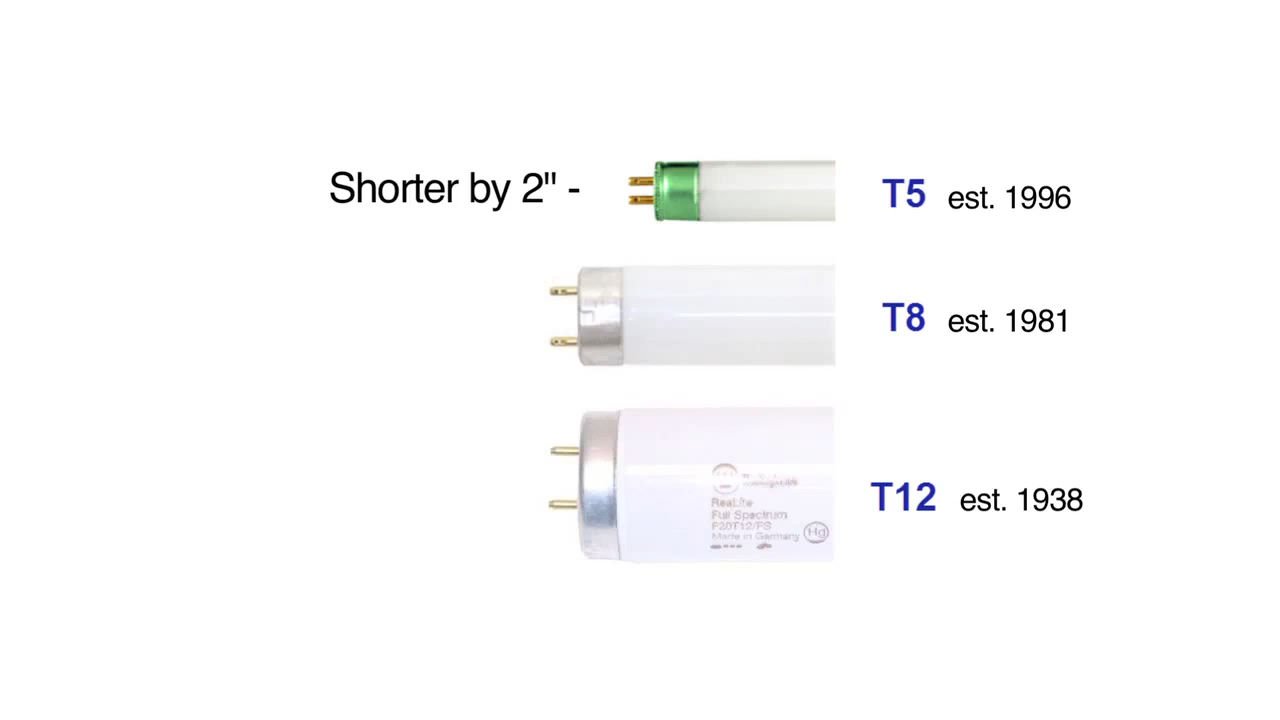 Shorter by 2" -
T5 est. 1996
T8 est. 1981
T12 est. 1938
ReaLite
Full Spectrum
F20T12/FS
Made in Germany
Hg